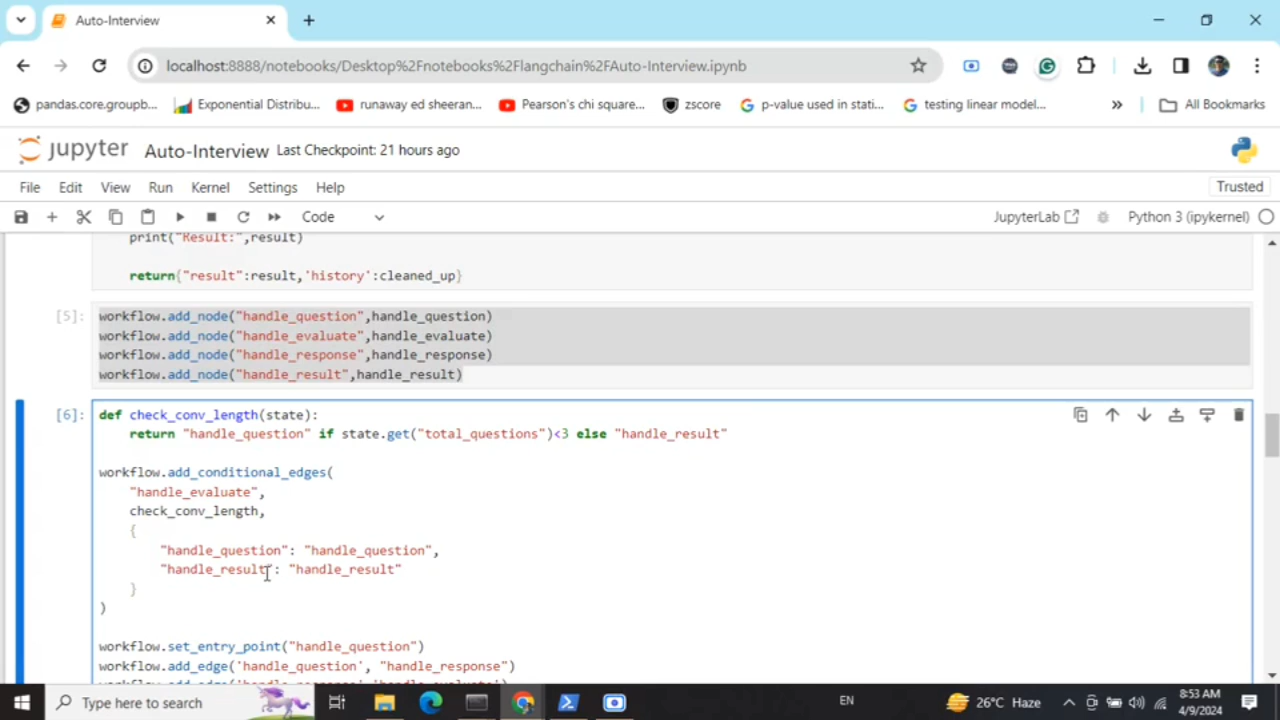 Auto-Interview
localhost:8888/notebooks/Desktop%2Fnotebooks%2Flangchain%2FAuto-Interview.ipynb
pandas.core.groupb... Exponential Distribu... runaway ed sheeran... Pearson's chi square... zscore p-value used in stati... testing linear model... » All Bookmarks
jupyter Auto-Interview Last Checkpoint: 21 hours ago
File Edit View Run Kernel Settings Help Trusted
Code JupyterLab Python 3 (ipykernel)
print("Result:",result)
return{"result":result,'history':cleaned_up}
[5]: workflow.add_node("handle_question",handle_question)
workflow.add_node("handle_evaluate",handle_evaluate)
workflow.add_node("handle_response",handle_response)
workflow.add_node("handle_result",handle_result)
[6]: def check_conv_length(state):
return "handle_question" if state.get("total_questions")<3 else "handle_result"
workflow.add_conditional_edges(
"handle_evaluate",
check_conv_length,
{
"handle_question": "handle_question",
"handle_result": "handle_result"
}
)
workflow.set_entry_point("handle_question")
workflow.add_edge('handle_question', "handle_response")
workflow.add_edge('handle_response','handle_evaluate')
Type here to search EN 26°C Haze 8:53 AM
4/9/2024